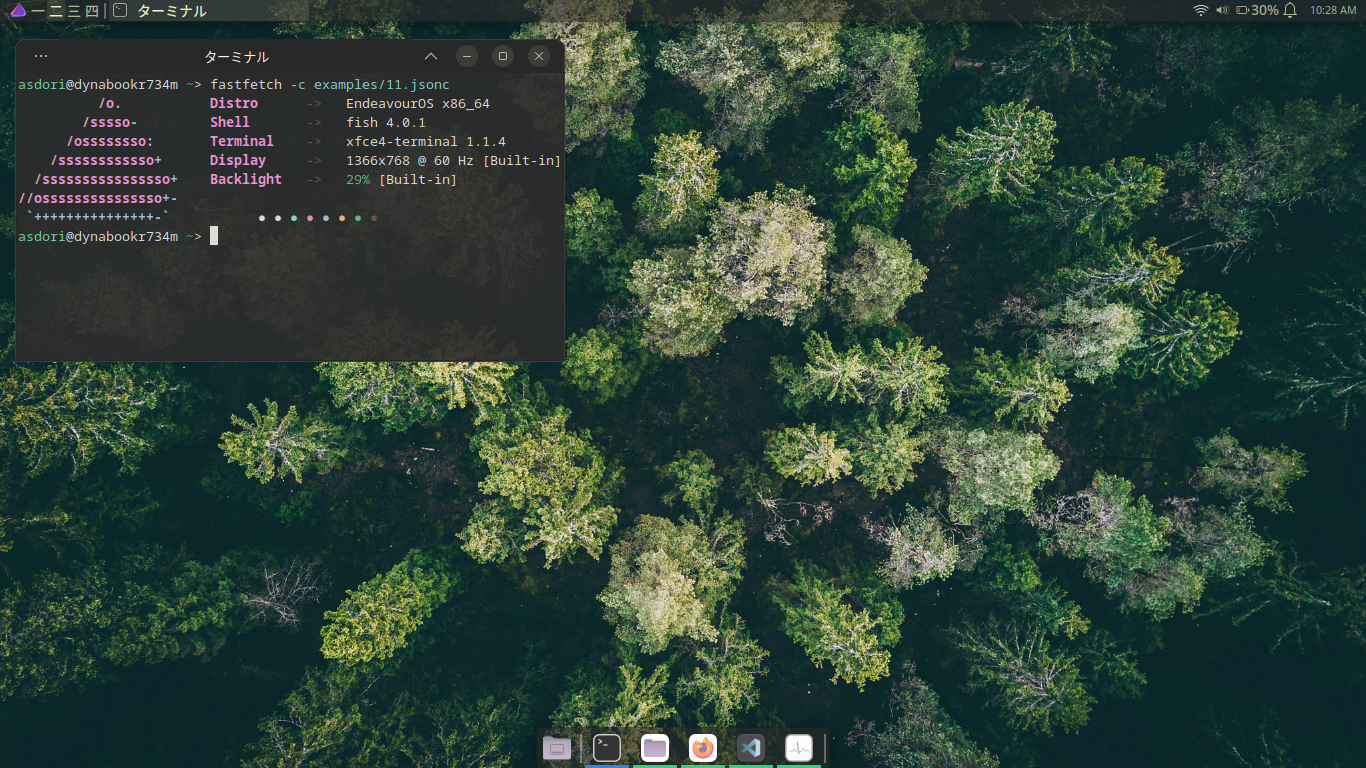 一 二 三 四 ターミナル 30% 10:28 AM
ターミナル
asdori@dynabookr734m ~> fastfetch -c examples/11.jsonc
/o. Distro -> EndeavourOS x86_64
/sssso- Shell -> fish 4.0.1
/ossssssso: Terminal -> xfce4-terminal 1.1.4
/ssssssssssso+ Display -> 1366x768 @ 60 Hz [Built-in]
/ssssssssssssssso+ Backlight -> 29% [Built-in]
//osssssssssssssso+-
`+++++++++++++++-` ● ● ● ● ● ● ● ●
asdori@dynabookr734m ~>